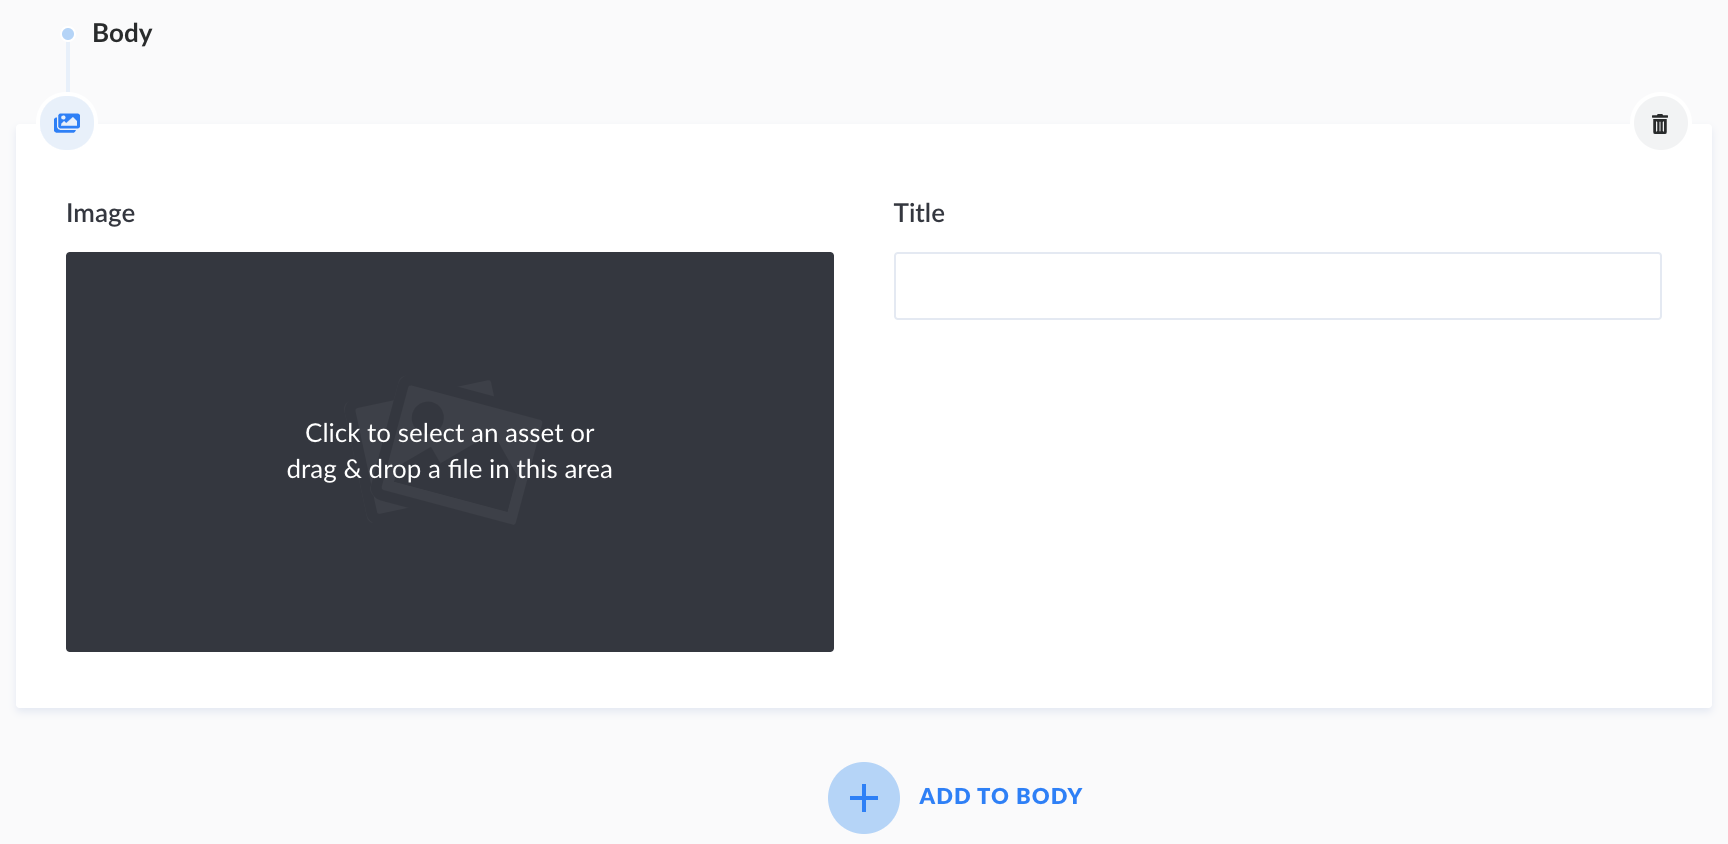 Body
Image
Title
Click to select an asset or
drag & drop a file in this area
ADD TO BODY